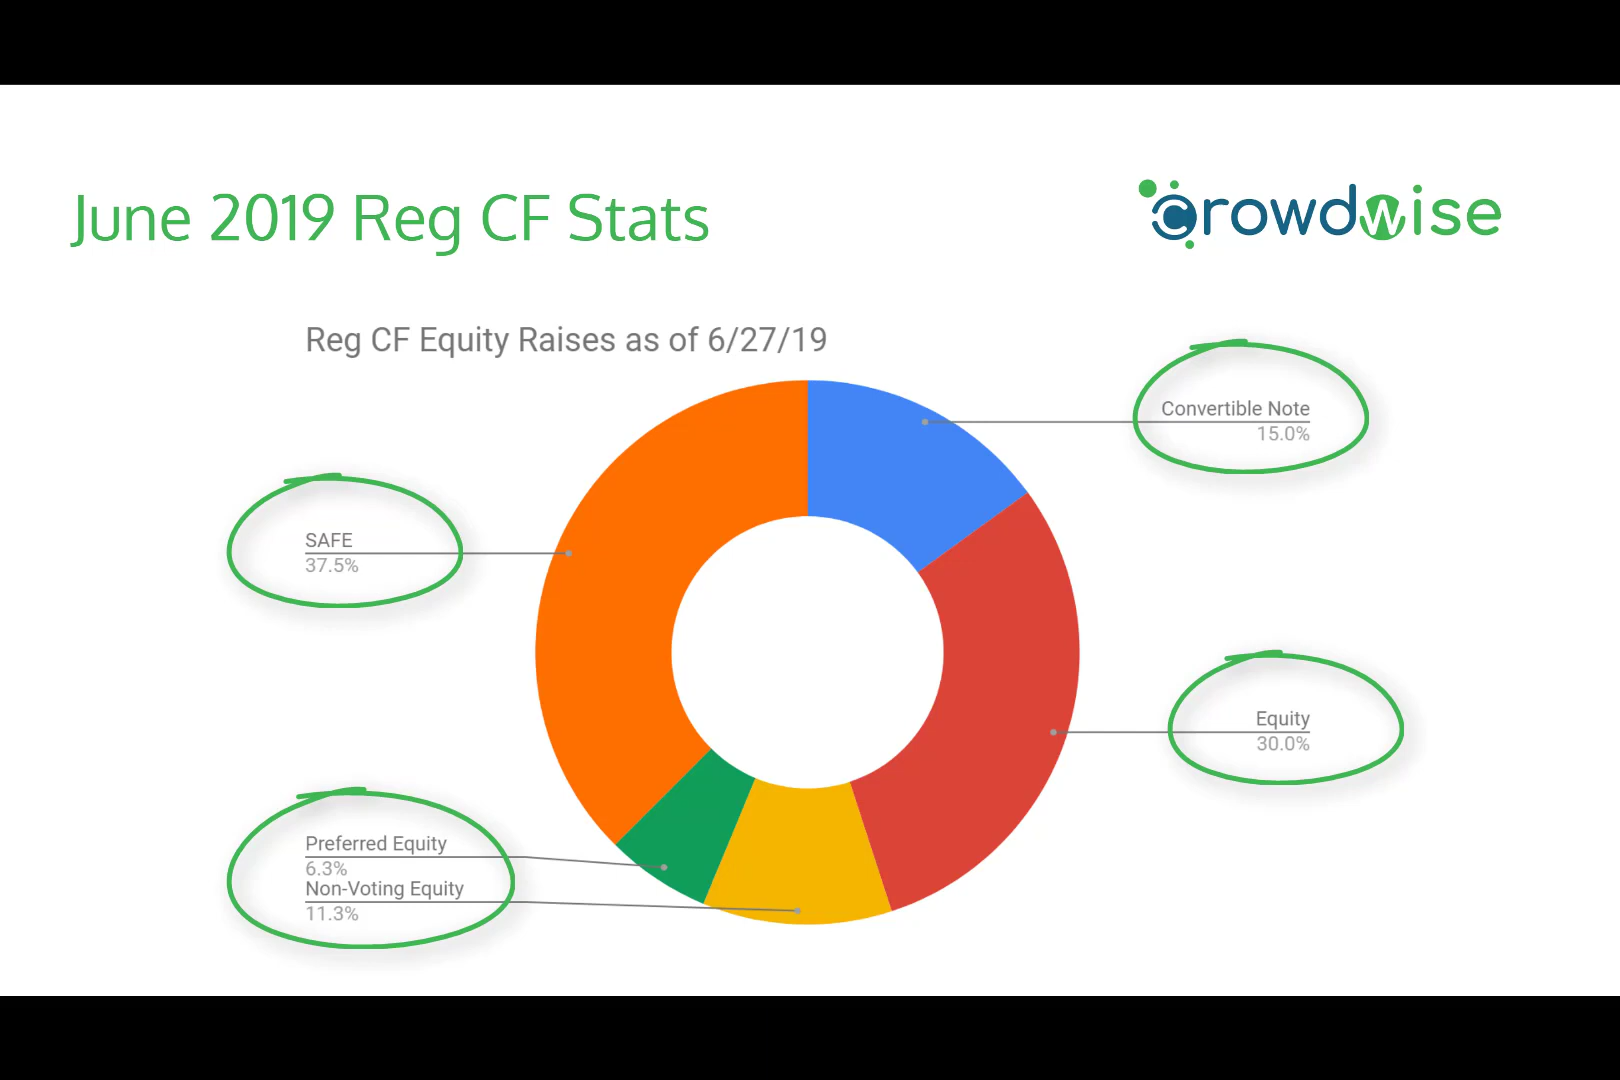 June 2019 Reg CF Stats
crowdwise
Reg CF Equity Raises as of 6/27/19
Convertible Note
15.0%
SAFE
37.5%
Equity
30.0%
Preferred Equity
6.3%
Non-Voting Equity
11.3%